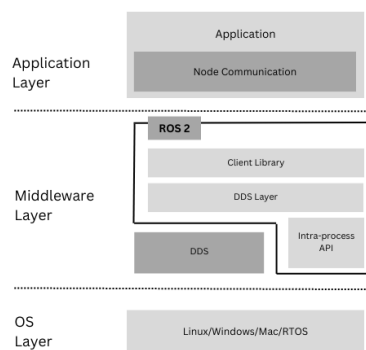 Application
Layer
Application
Node Communication
Middleware
Layer
ROS 2
Client Library
DDS Layer
DDS
Intra-process
API
OS
Layer
Linux/Windows/Mac/RTOS